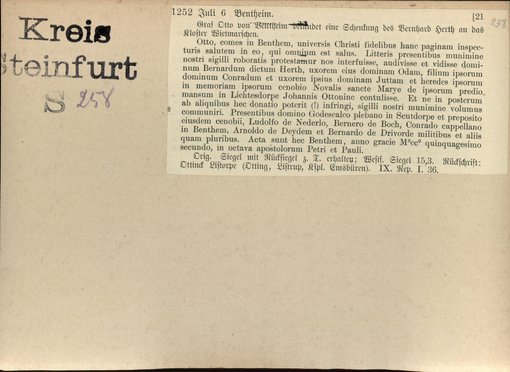 Kreis
Steinfurt
S 258
1252 Juli 6 Bentheim. [21
258
Graf Otto von Bentheim bekundet eine Schenkung des Bernhard Herth an das
Kloster Wietmarschen.
Otto, comes in Benthem, universis Christi fidelibus hanc paginam inspec-
turis salutem in eo, qui omnium est salus. Litteris presentibus munimine
nostri sigilli roboratis protestamur nos interfuisse, audivisse et vidisse domi-
num Bernardum dictum Herth, uxorem eius dominam Odam, filium ipsorum
dominum Conradum et uxorem ipsius dominam Juttam et heredes ipsorum
in memoriam ipsorum cenobio Novalis sancte Marye de ipsorum predio
mansum in Lichtesdorpe Johannis Ottonine contulisse. Et ne in posterum
ab aliquibus hec donatio poterit (!) infringi, sigilli nostri munimine volumus
communiri. Presentibus domino Godescalco plebano in Scutdorpe et preposito
eiusdem cenobii, Ludolfo de Nederlo, Bernero de Boch, Conrado cappellano
in Benthem, Arnoldo de Deydem et Bernardo de Drivorde militibus et aliis
quam pluribus. Acta sunt hec Benthem, anno gracie M°cc° quinquagesimo
secundo, in octava apostolorum Petri et Pauli.
Orig. Siegel mit Rücksiegel z. T. erhalten; Westf. Siegel 15,3. Rückschrift:
Ottinck Listorpe (Otting, Listrup, Kspl. Emsbüren). IX. Rep. I. 36.